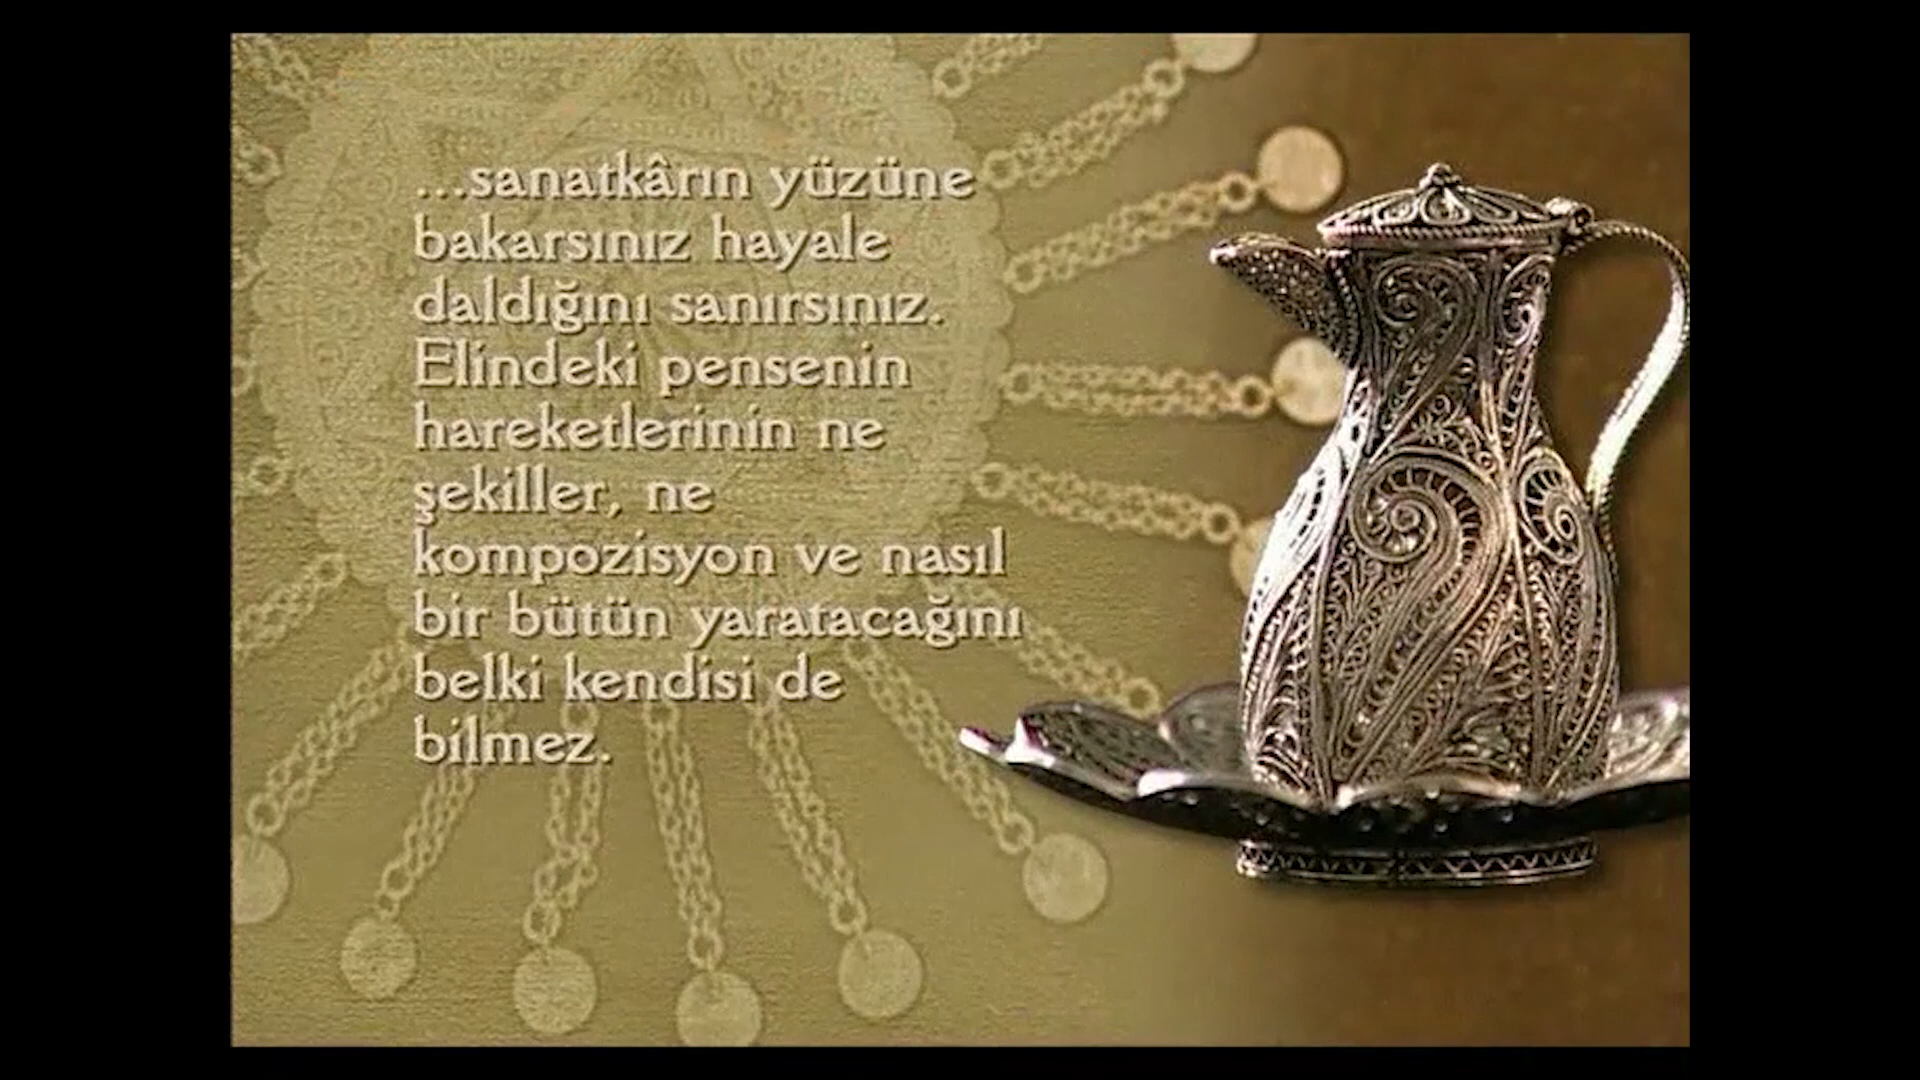 ...sanatkârın yüzüne
bakarsınız hayale
daldığını sanırsınız.
Elindeki pensenin
hareketlerinin ne
şekiller, ne
kompozisyon ve nasıl
bir bütün yaratacağını
belki kendisi de
bilmez.